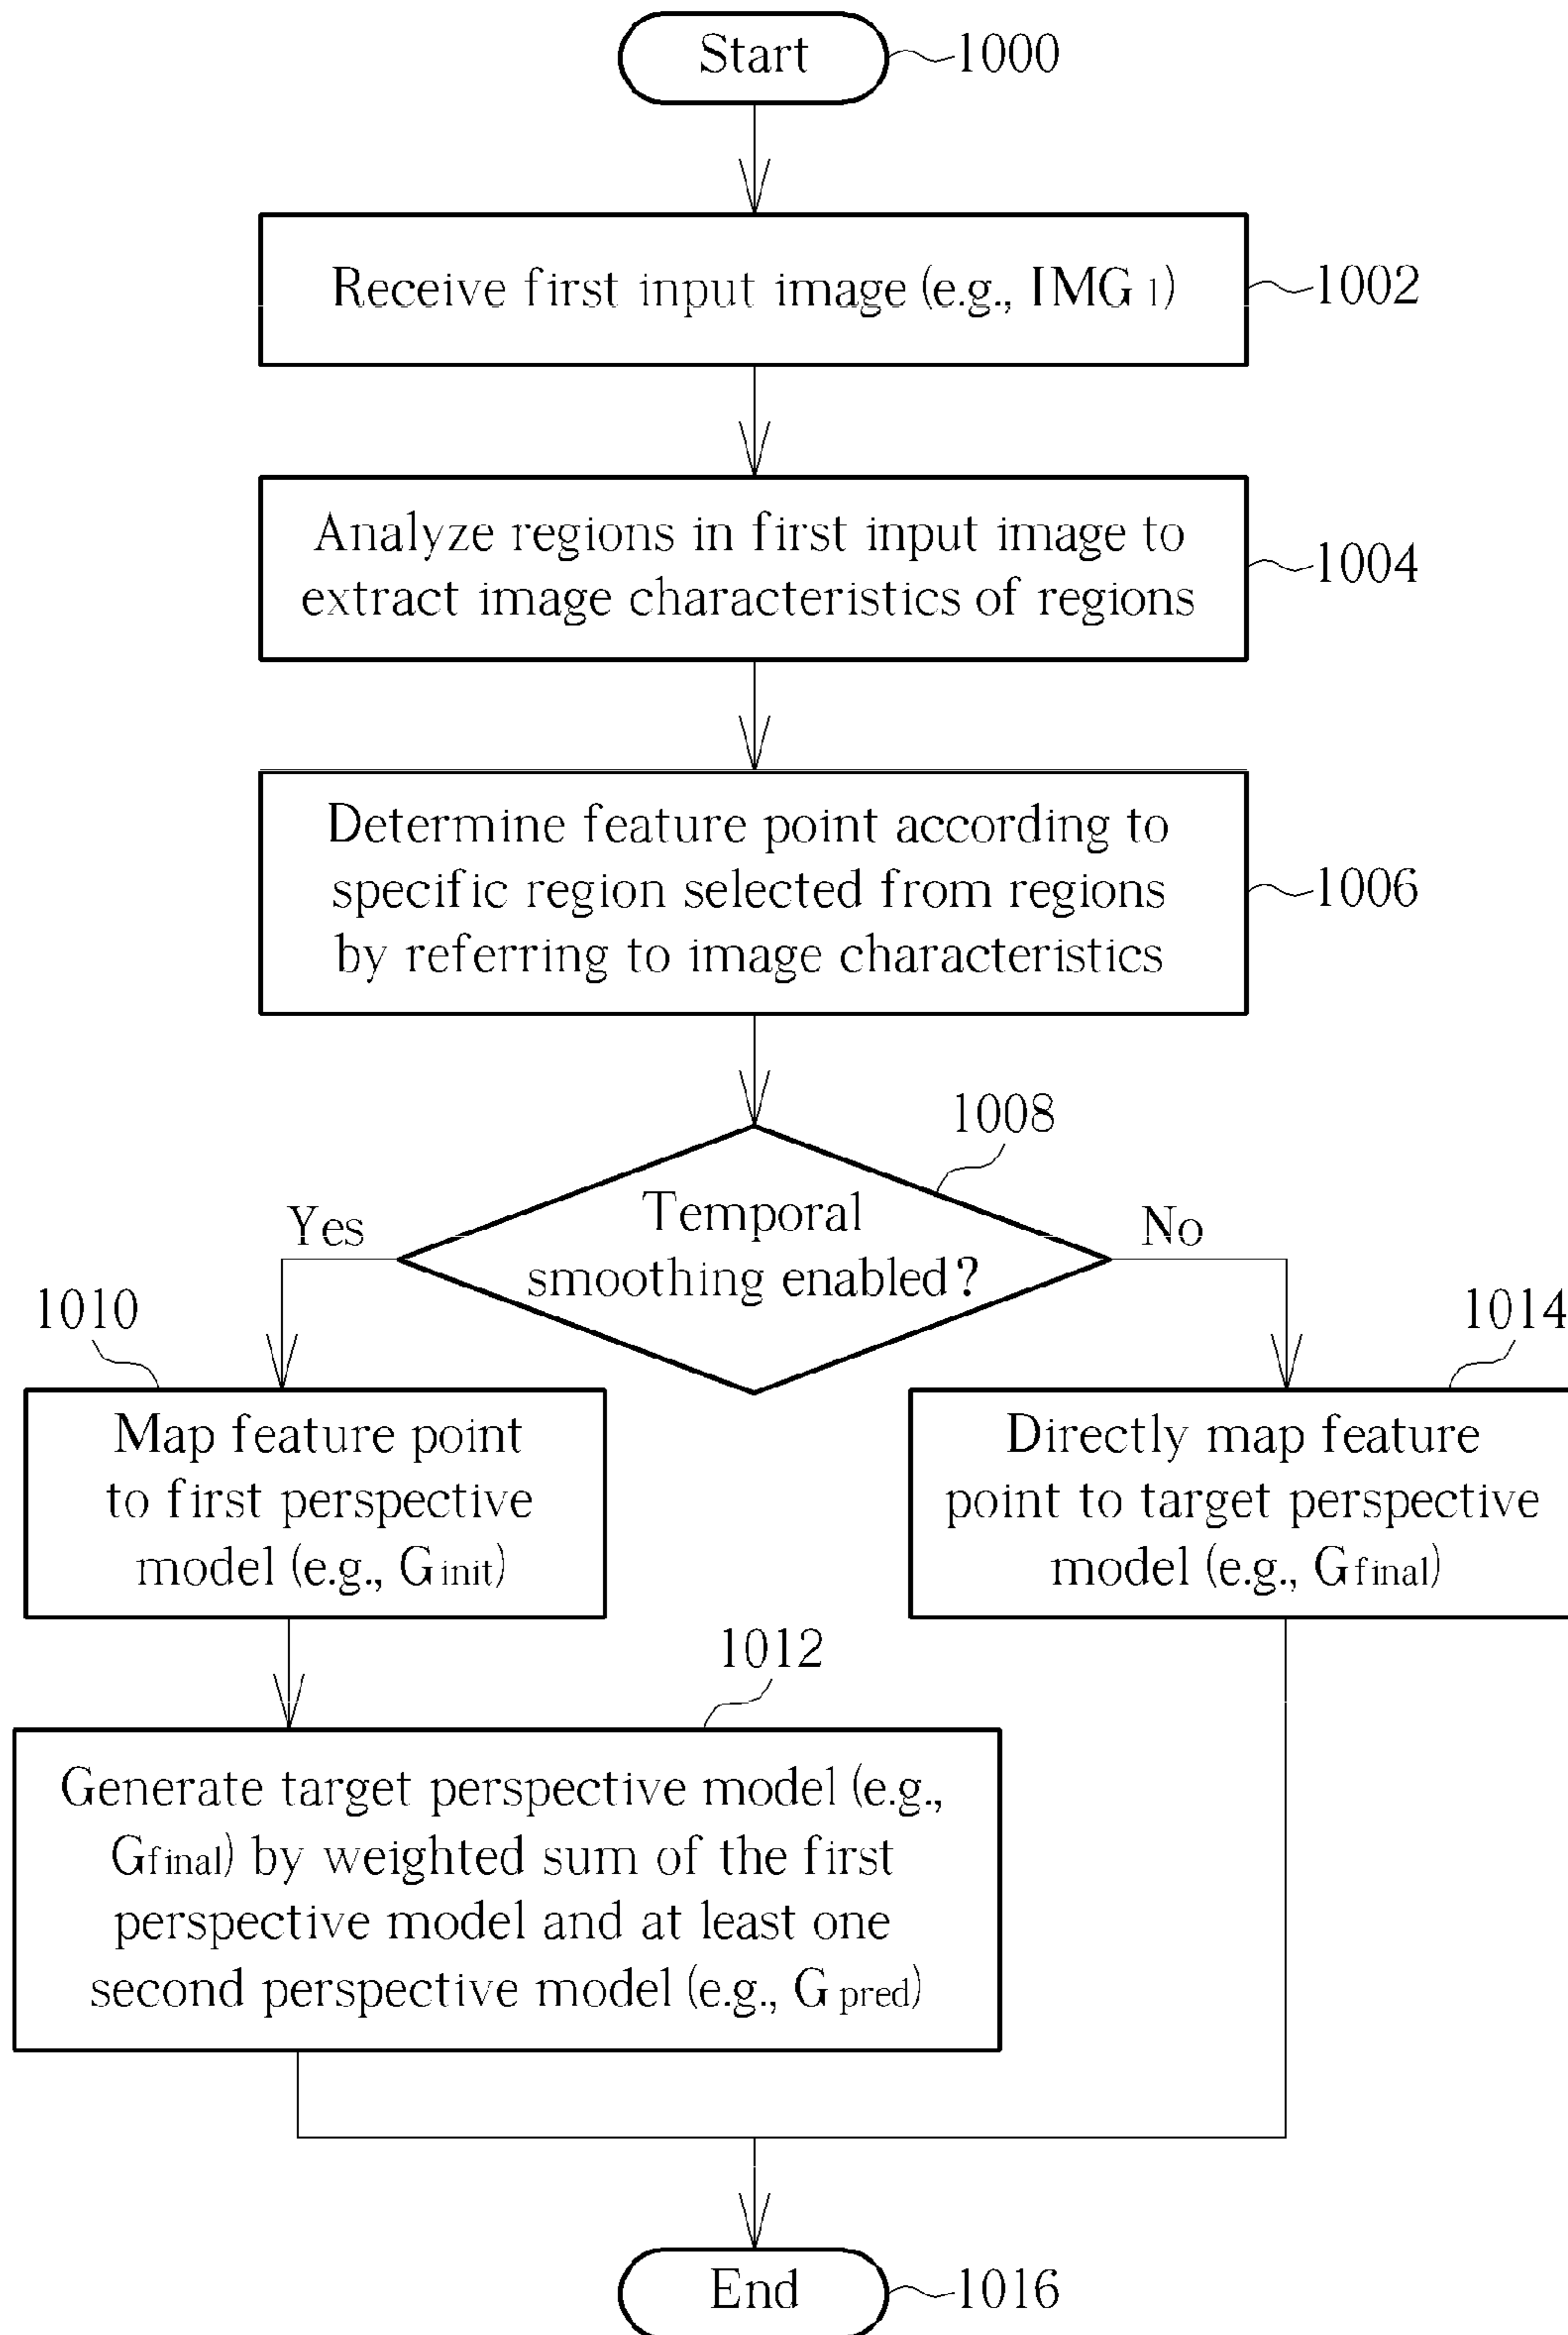 Start
1000
Receive first input image (e.g., IMG 1)
1002
Analyze regions in first input image to
extract image characteristics of regions
1004
Determine feature point according to
specific region selected from regions
by referring to image characteristics
1006
1008
Temporal
smoothing enabled?
Yes
No
1010
Map feature point
to first perspective
model (e.g., Ginit)
1014
Directly map feature
point to target perspective
model (e.g., Gfinal)
1012
Generate target perspective model (e.g.,
Gfinal) by weighted sum of the first
perspective model and at least one
second perspective model (e.g., G pred)
End
1016